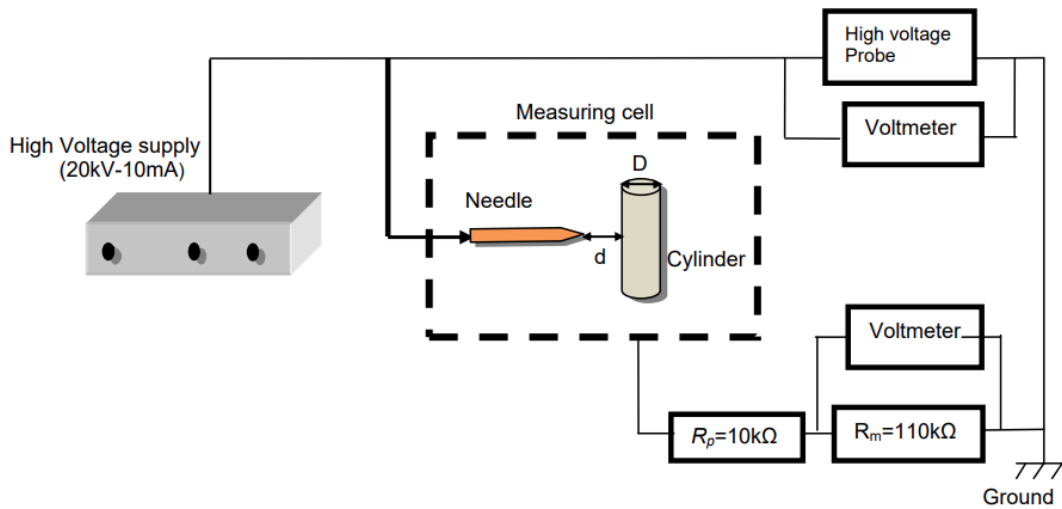 High voltage
Probe
Voltmeter
Measuring cell
High Voltage supply
(20kV-10mA)
D
Needle
d
Cylinder
Voltmeter
Rp=10kΩ
Rm=110kΩ
Ground